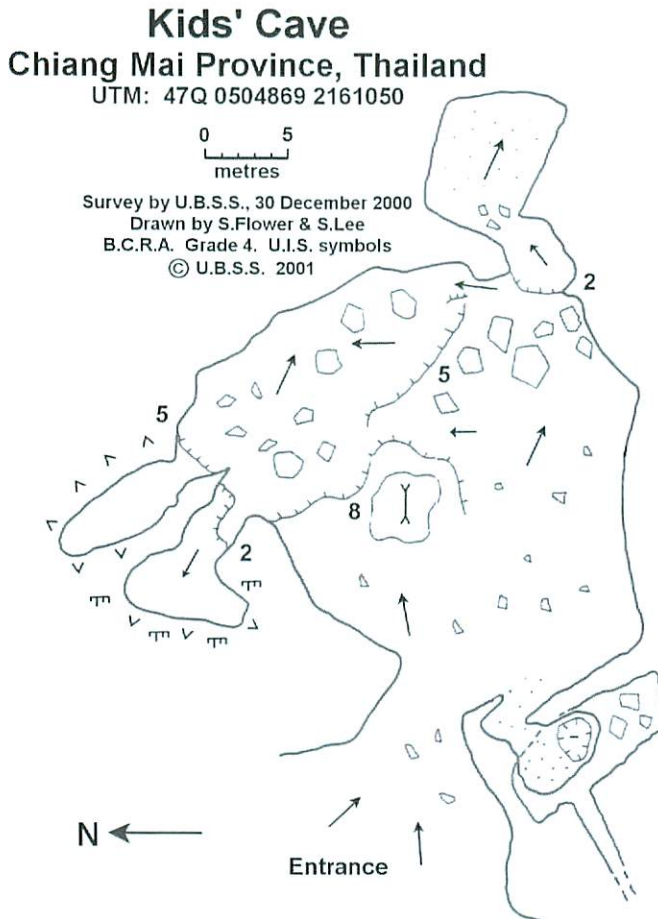 Kids' Cave
Chiang Mai Province, Thailand
UTM: 47Q 0504869 2161050
0 5
metres
Survey by U.B.S.S., 30 December 2000
Drawn by S.Flower & S.Lee
B.C.R.A. Grade 4. U.I.S. symbols
© U.B.S.S. 2001
2
5
5
8
2
N
Entrance